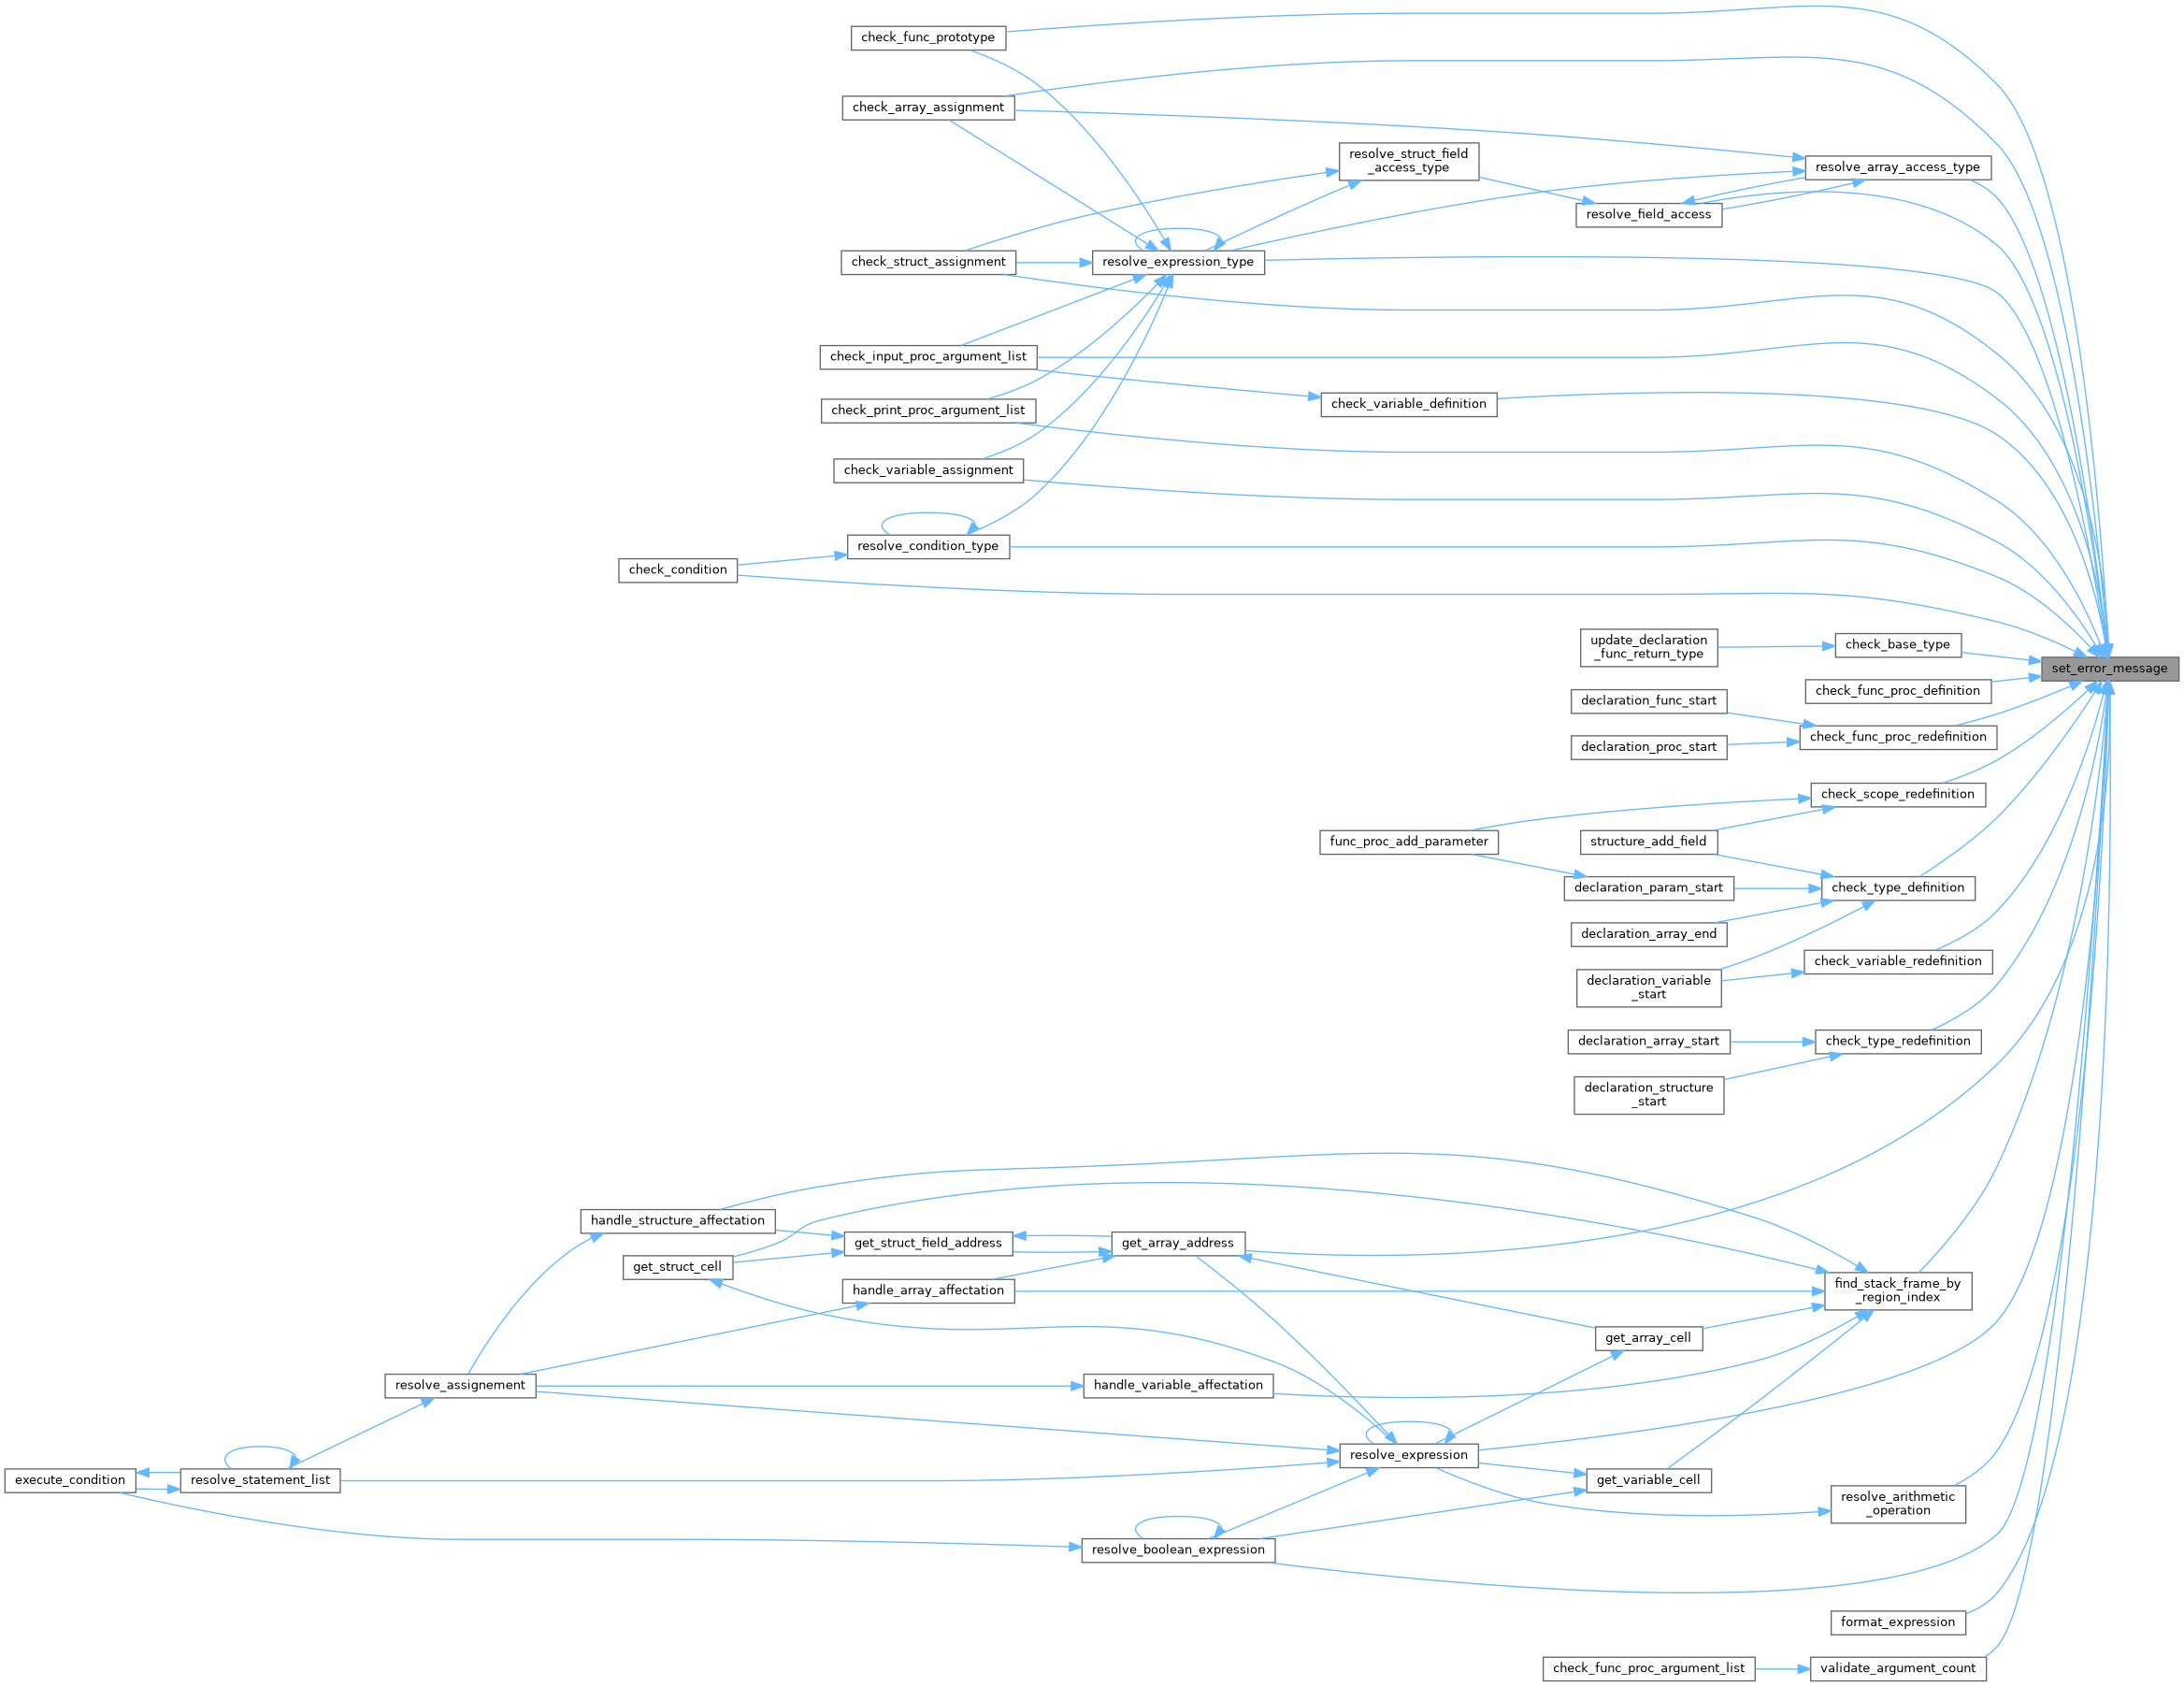 check_func_prototype
check_array_assignment
resolve_struct_field
_access_type
resolve_array_access_type
resolve_field_access
check_struct_assignment
resolve_expression_type
check_input_proc_argument_list
check_print_proc_argument_list
check_variable_definition
check_variable_assignment
resolve_condition_type
check_condition
update_declaration
_func_return_type
check_base_type
set_error_message
check_func_proc_definition
declaration_func_start
check_func_proc_redefinition
declaration_proc_start
check_scope_redefinition
func_proc_add_parameter
structure_add_field
declaration_param_start
check_type_definition
declaration_array_end
check_variable_redefinition
declaration_variable
_start
declaration_array_start
check_type_redefinition
declaration_structure
_start
handle_structure_affectation
get_struct_field_address
get_array_address
get_struct_cell
handle_array_affectation
find_stack_frame_by
_region_index
get_array_cell
resolve_assignement
handle_variable_affectation
resolve_expression
execute_condition
resolve_statement_list
get_variable_cell
resolve_arithmetic
_operation
resolve_boolean_expression
format_expression
check_func_proc_argument_list
validate_argument_count